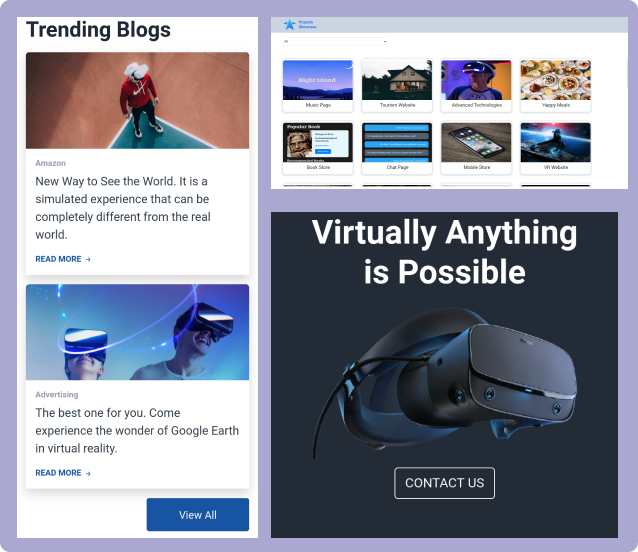 Trending Blogs
Amazon
New Way to See the World. It is a
simulated experience that can be
completely different from the real
world.
READ MORE →
Advertising
The best one for you. Come
experience the wonder of Google Earth
in virtual reality.
READ MORE →
View All
Projects
Showcase
All
Night Island
Music Page
Tourism Website
Advanced Technologies
Happy Meals
Popular Book
Book Store
Chat Page
Mobile Store
VR Website
Virtually Anything
is Possible
CONTACT US